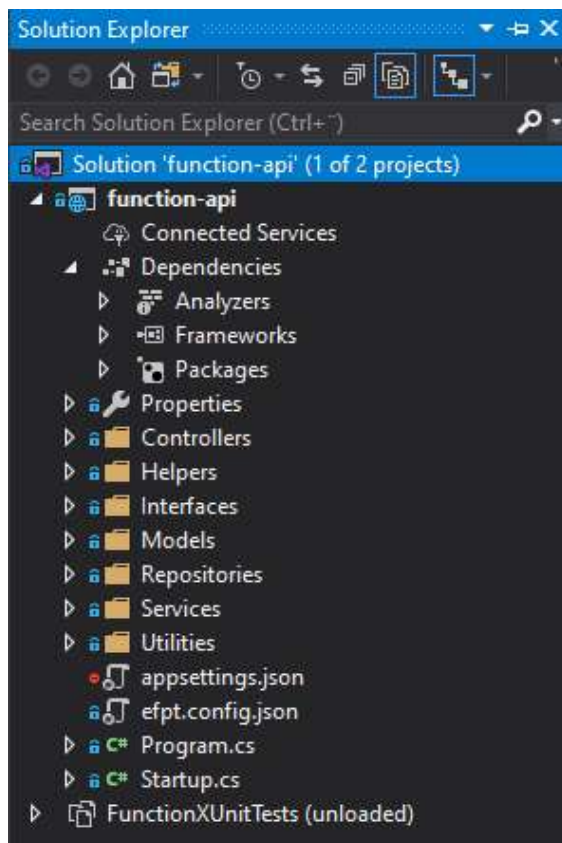 Solution Explorer
Search Solution Explorer (Ctrl+¨)
Solution 'function-api' (1 of 2 projects)
function-api
Connected Services
Dependencies
Analyzers
Frameworks
Packages
Properties
Controllers
Helpers
Interfaces
Models
Repositories
Services
Utilities
appsettings.json
efpt.config.json
C# Program.cs
C# Startup.cs
FunctionXUnitTests (unloaded)